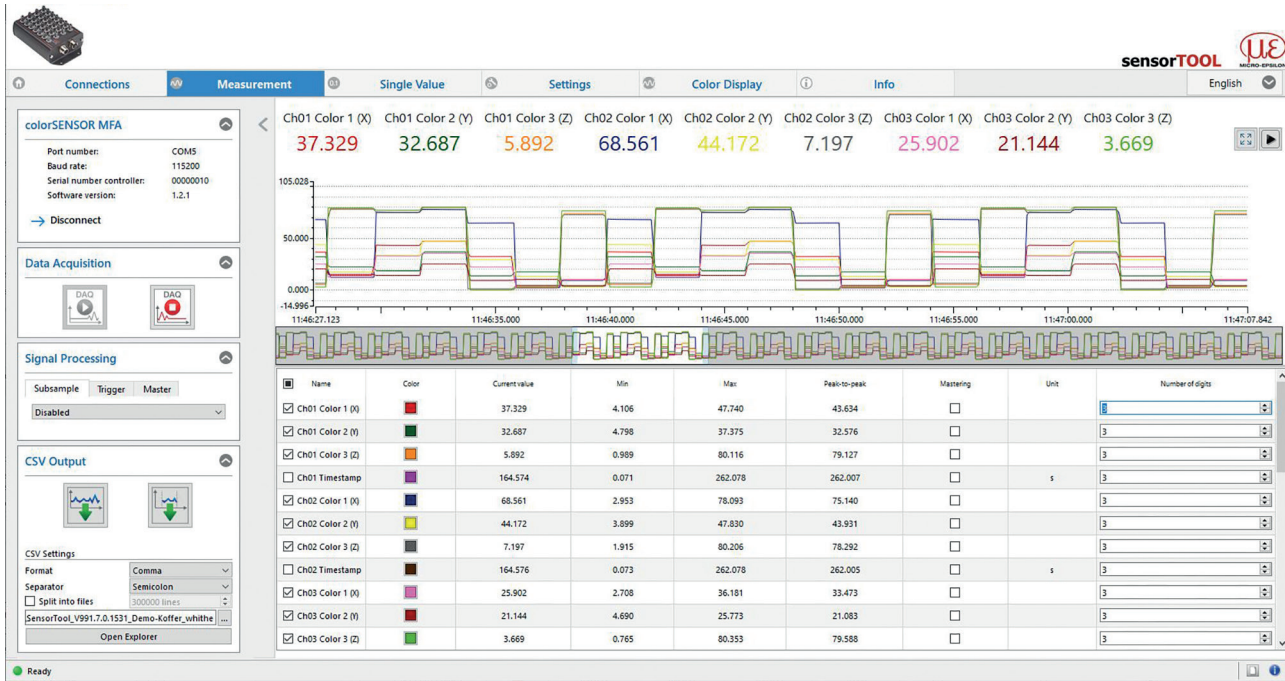 sensorTOOL
µε
MICRO-EPSILON
Connections
Measurement
Single Value
Settings
Color Display
Info
English
colorSENSOR MFA
Port number: COM5
Baud rate: 115200
Serial number controller: 00000010
Software version: 1.2.1
Disconnect
Data Acquisition
DAQ DAQ
Signal Processing
Subsample Trigger Master
Disabled
CSV Output
CSV Settings
Format Comma
Separator Semicolon
Split into files 300000 lines
SensorTool_V991.7.0.1531_Demo-Koffer_whithe ...
Open Explorer
Ch01 Color 1 (X) Ch01 Color 2 (Y) Ch01 Color 3 (Z) Ch02 Color 1 (X) Ch02 Color 2 (Y) Ch02 Color 3 (Z) Ch03 Color 1 (X) Ch03 Color 2 (Y) Ch03 Color 3 (Z)
37.329 32.687 5.892 68.561 44.172 7.197 25.902 21.144 3.669
105.028
50.000
0.000
-14.996
11:46:27.123 11:46:35.000 11:46:40.000 11:46:45.000 11:46:50.000 11:46:55.000 11:47:00.000 11:47:07.842
Name Color Current value Min Max Peak-to-peak Mastering Unit Number of digits
Ch01 Color 1 (X) 37.329 4.106 47.740 43.634 3
Ch01 Color 2 (Y) 32.687 4.798 37.375 32.576 3
Ch01 Color 3 (Z) 5.892 0.989 80.116 79.127 3
Ch01 Timestamp 164.574 0.071 262.078 262.007 s 3
Ch02 Color 1 (X) 68.561 2.953 78.093 75.140 3
Ch02 Color 2 (Y) 44.172 3.899 47.830 43.931 3
Ch02 Color 3 (Z) 7.197 1.915 80.206 78.292 3
Ch02 Timestamp 164.576 0.073 262.078 262.005 s 3
Ch03 Color 1 (X) 25.902 2.708 36.181 33.473 3
Ch03 Color 2 (Y) 21.144 4.690 25.773 21.083 3
Ch03 Color 3 (Z) 3.669 0.765 80.353 79.588 3
Ready